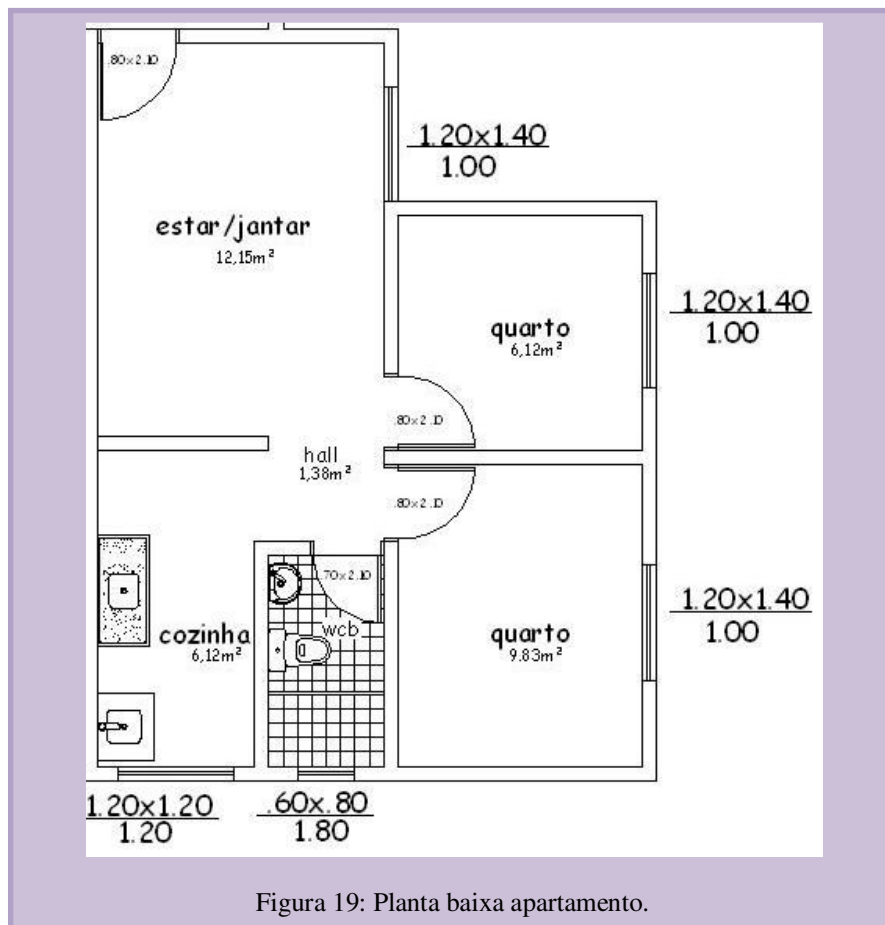 .80x2.10
1.20x1.40
1.00
estar/jantar
12,15m²
quarto
6,12m²
1.20x1.40
1.00
.80x2.10
hall
1,38m²
.80x2.10
.70x2.10
wcb
cozinha
6,12m²
quarto
9.83m²
1.20x1.40
1.00
1.20x1.20
1.20
.60x.80
1.80
Figura 19: Planta baixa apartamento.